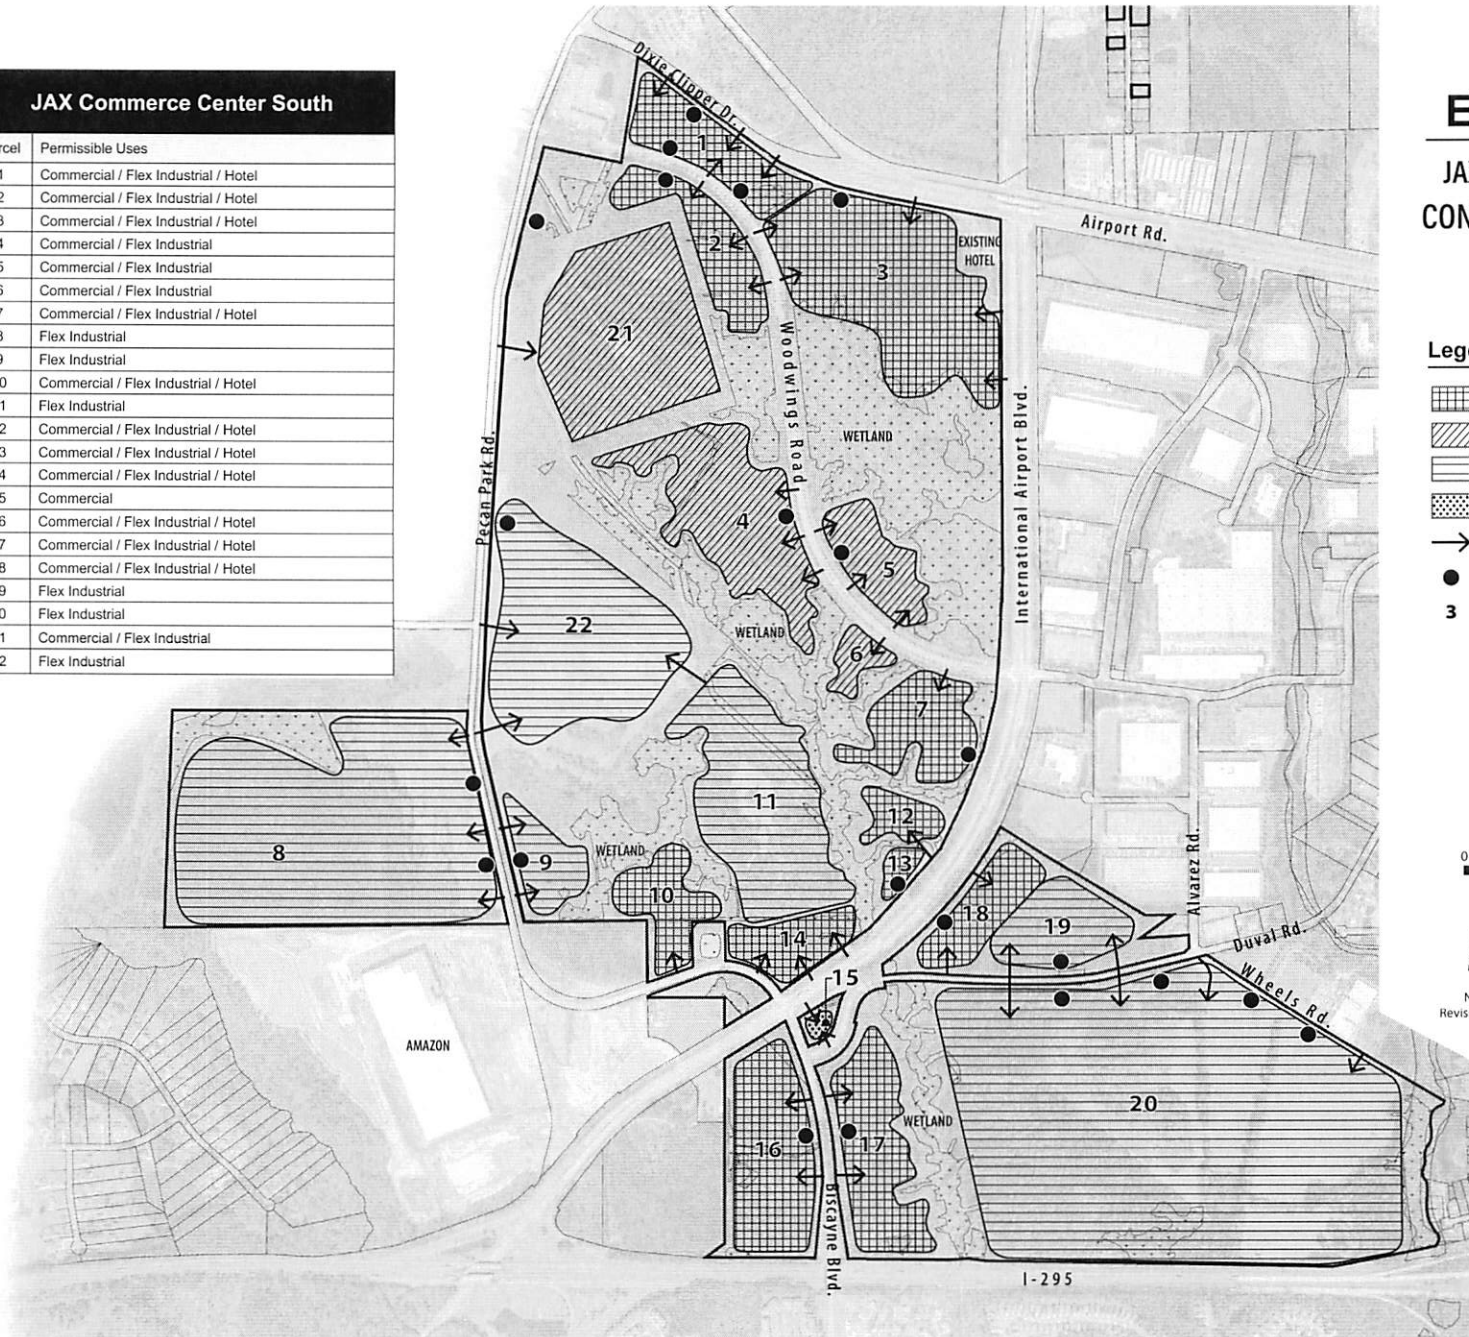 JAX Commerce Center South
rcel Permissible Uses
1 Commercial / Flex Industrial / Hotel
2 Commercial / Flex Industrial / Hotel
3 Commercial / Flex Industrial / Hotel
4 Commercial / Flex Industrial
5 Commercial / Flex Industrial
6 Commercial / Flex Industrial
7 Commercial / Flex Industrial / Hotel
8 Flex Industrial
9 Flex Industrial
0 Commercial / Flex Industrial / Hotel
1 Flex Industrial
2 Commercial / Flex Industrial / Hotel
3 Commercial / Flex Industrial / Hotel
4 Commercial / Flex Industrial / Hotel
5 Commercial
6 Commercial / Flex Industrial / Hotel
7 Commercial / Flex Industrial / Hotel
8 Commercial / Flex Industrial / Hotel
9 Flex Industrial
0 Flex Industrial
1 Commercial / Flex Industrial
2 Flex Industrial
Dixie Clipper Dr.
1
2
3
EXISTING
HOTEL
Airport Rd.
21
Woodwings Road
WETLAND
International Airport Blvd.
Pecan Park Rd.
4
5
22
WETLAND
6
7
11
12
8
9
WETLAND
10
13
14
18
19
Alvarez Rd.
Duval Rd.
Wheels Rd.
15
AMAZON
16
17
WETLAND
20
Biscayne Blvd.
I-295
E
JA
CON
Leg
3
0
N
Revis